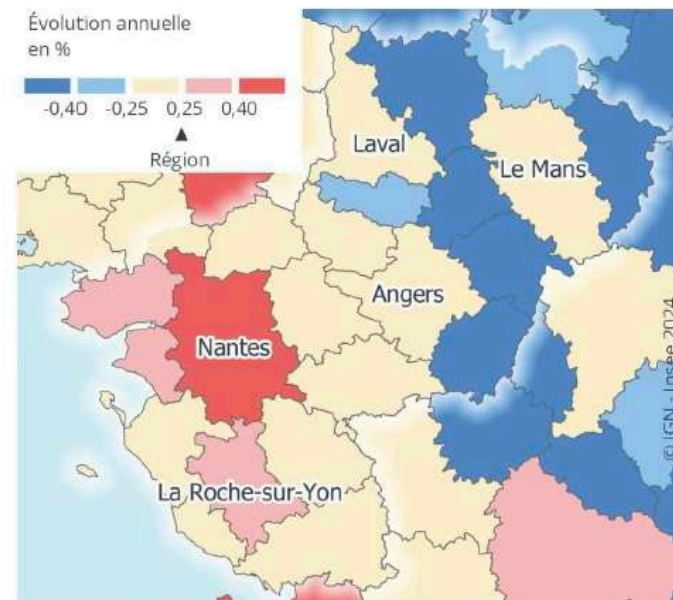 Évolution annuelle
en %
-0,40 -0,25 0,25 0,40
Région
Laval
Le Mans
Angers
Nantes
La Roche-sur-Yon
© IGN - Insee 2024